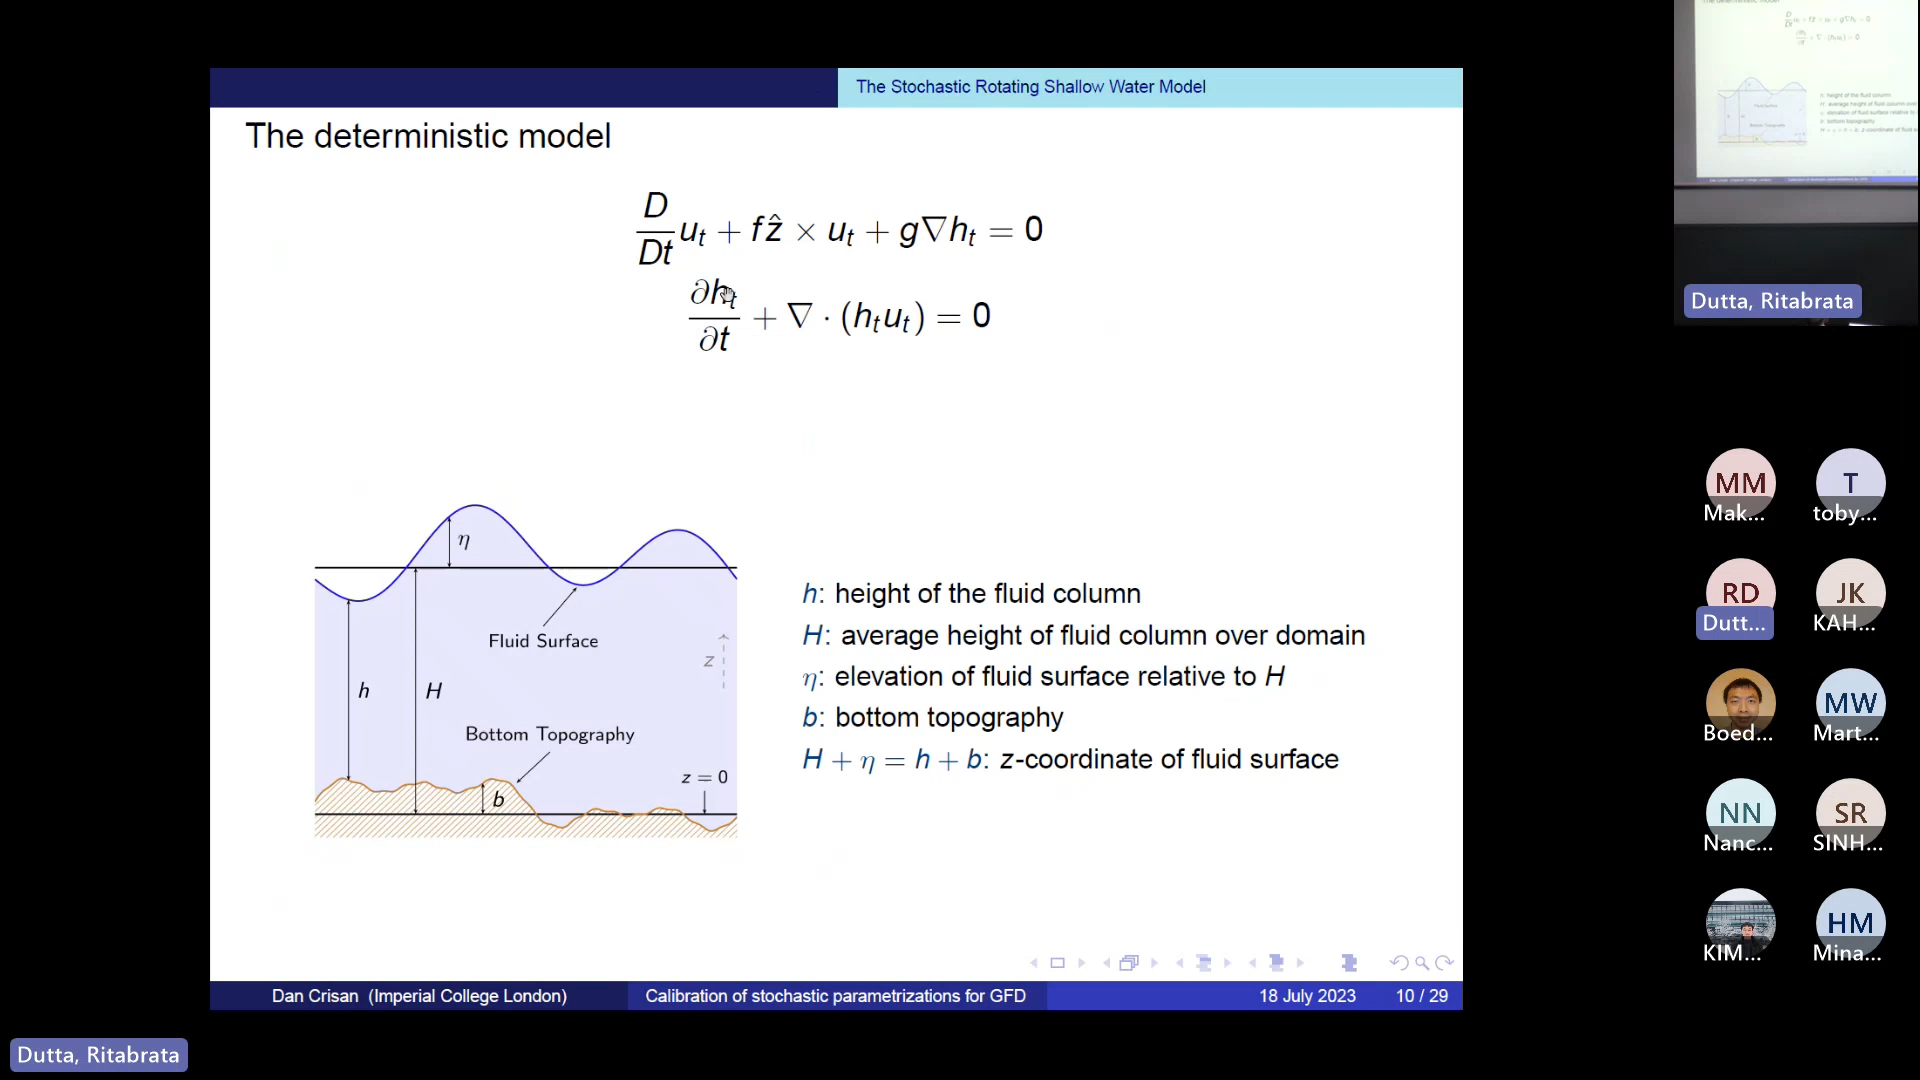 The Stochastic Rotating Shallow Water Model
The deterministic model
D/Dt u_t + f ẑ × u_t + g∇h_t = 0
∂h_t/∂t + ∇ · (h_t u_t) = 0
η
Fluid Surface
z
h
H
Bottom Topography
z = 0
b
h: height of the fluid column
H: average height of fluid column over domain
η: elevation of fluid surface relative to H
b: bottom topography
H + η = h + b: z-coordinate of fluid surface
Dan Crisan (Imperial College London)
Calibration of stochastic parametrizations for GFD
18 July 2023
10 / 29
Dutta, Ritabrata
Dutta, Ritabrata
MM
Mak...
T
toby...
RD
Dutt...
JK
KAH...
Boed...
MW
Mart...
NN
Nanc...
SR
SINH...
KIM...
HM
Mina...